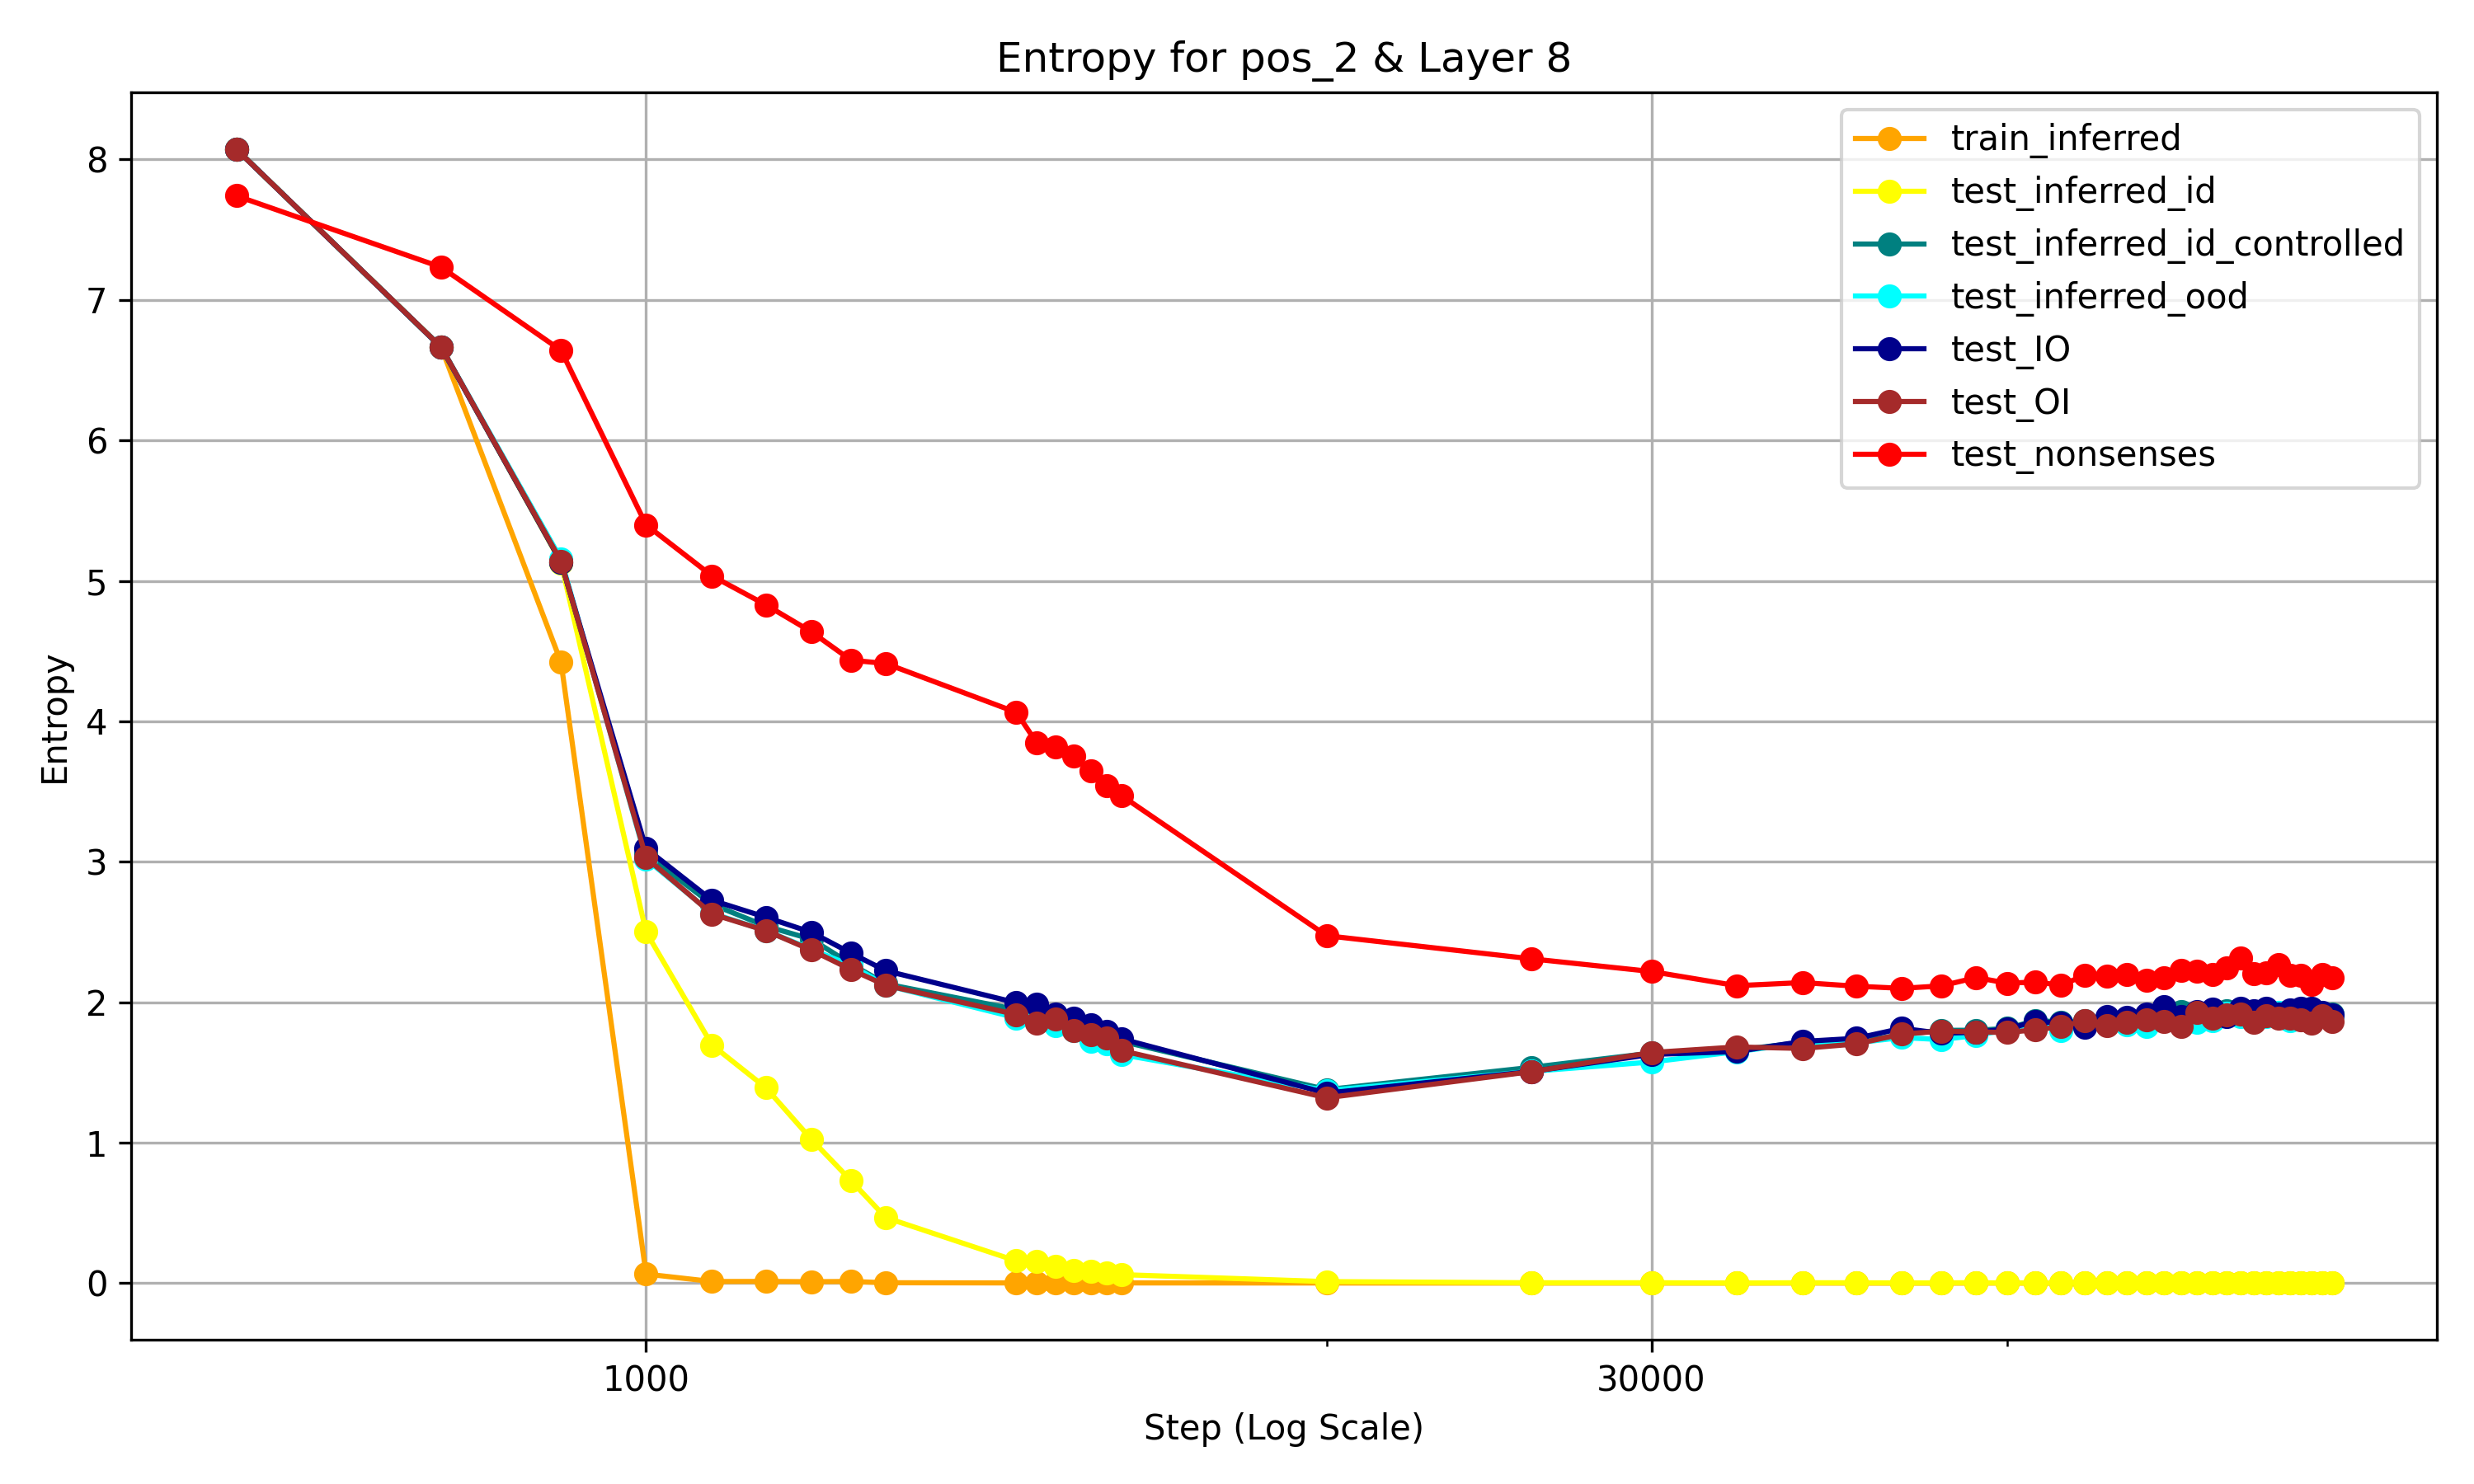 Entropy for pos_2 & Layer 8
8
7
6
5
4
3
2
1
0
Entropy
train_inferred
test_inferred_id
test_inferred_id_controlled
test_inferred_ood
test_IO
test_OI
test_nonsenses
1000
30000
Step (Log Scale)